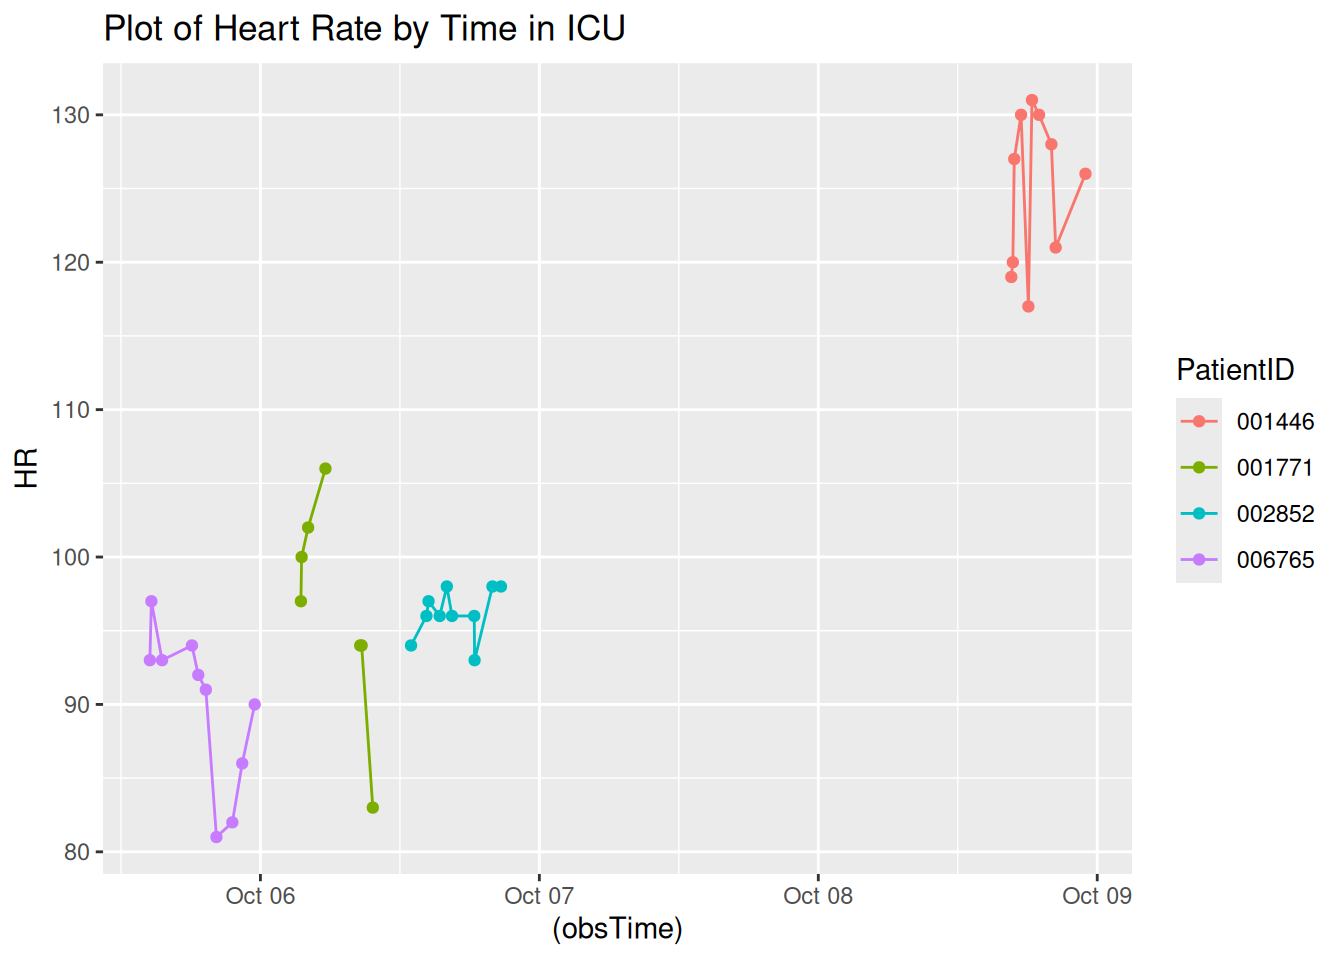 Plot of Heart Rate by Time in ICU
130
120
110
100
90
80
HR
Oct 06
Oct 07
Oct 08
Oct 09
(obsTime)
PatientID
001446
001771
002852
006765